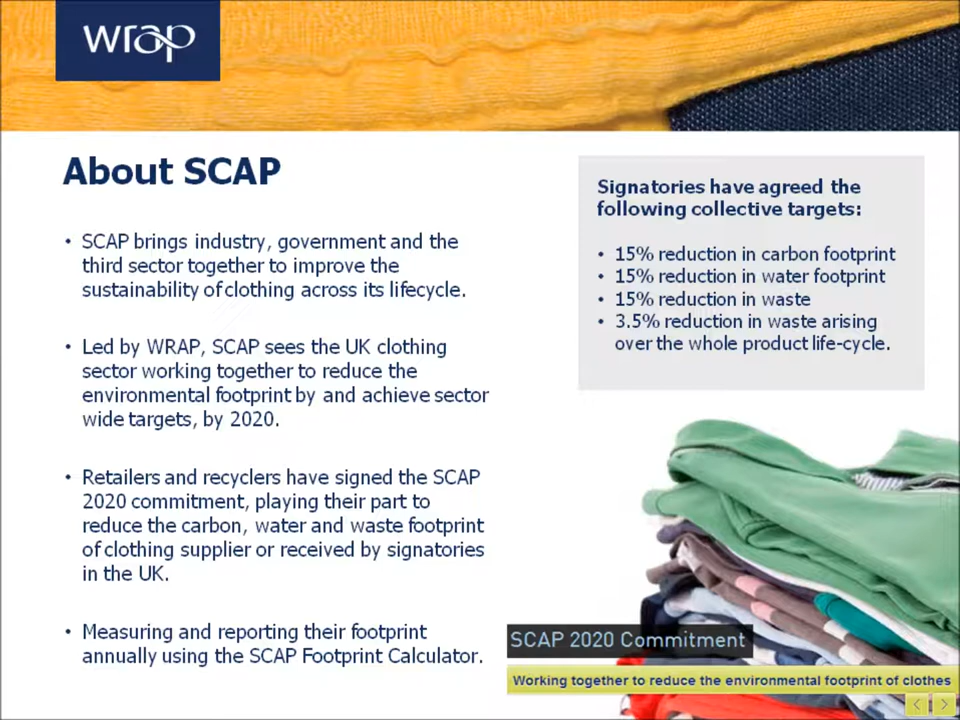 wrap
About SCAP
• SCAP brings industry, government and the
third sector together to improve the
sustainability of clothing across its lifecycle.
• Led by WRAP, SCAP sees the UK clothing
sector working together to reduce the
environmental footprint by and achieve sector
wide targets, by 2020.
• Retailers and recyclers have signed the SCAP
2020 commitment, playing their part to
reduce the carbon, water and waste footprint
of clothing supplier or received by signatories
in the UK.
• Measuring and reporting their footprint
annually using the SCAP Footprint Calculator.
Signatories have agreed the
following collective targets:
• 15% reduction in carbon footprint
• 15% reduction in water footprint
• 15% reduction in waste
• 3.5% reduction in waste arising
over the whole product life-cycle.
SCAP 2020 Commitment
Working together to reduce the environmental footprint of clothes